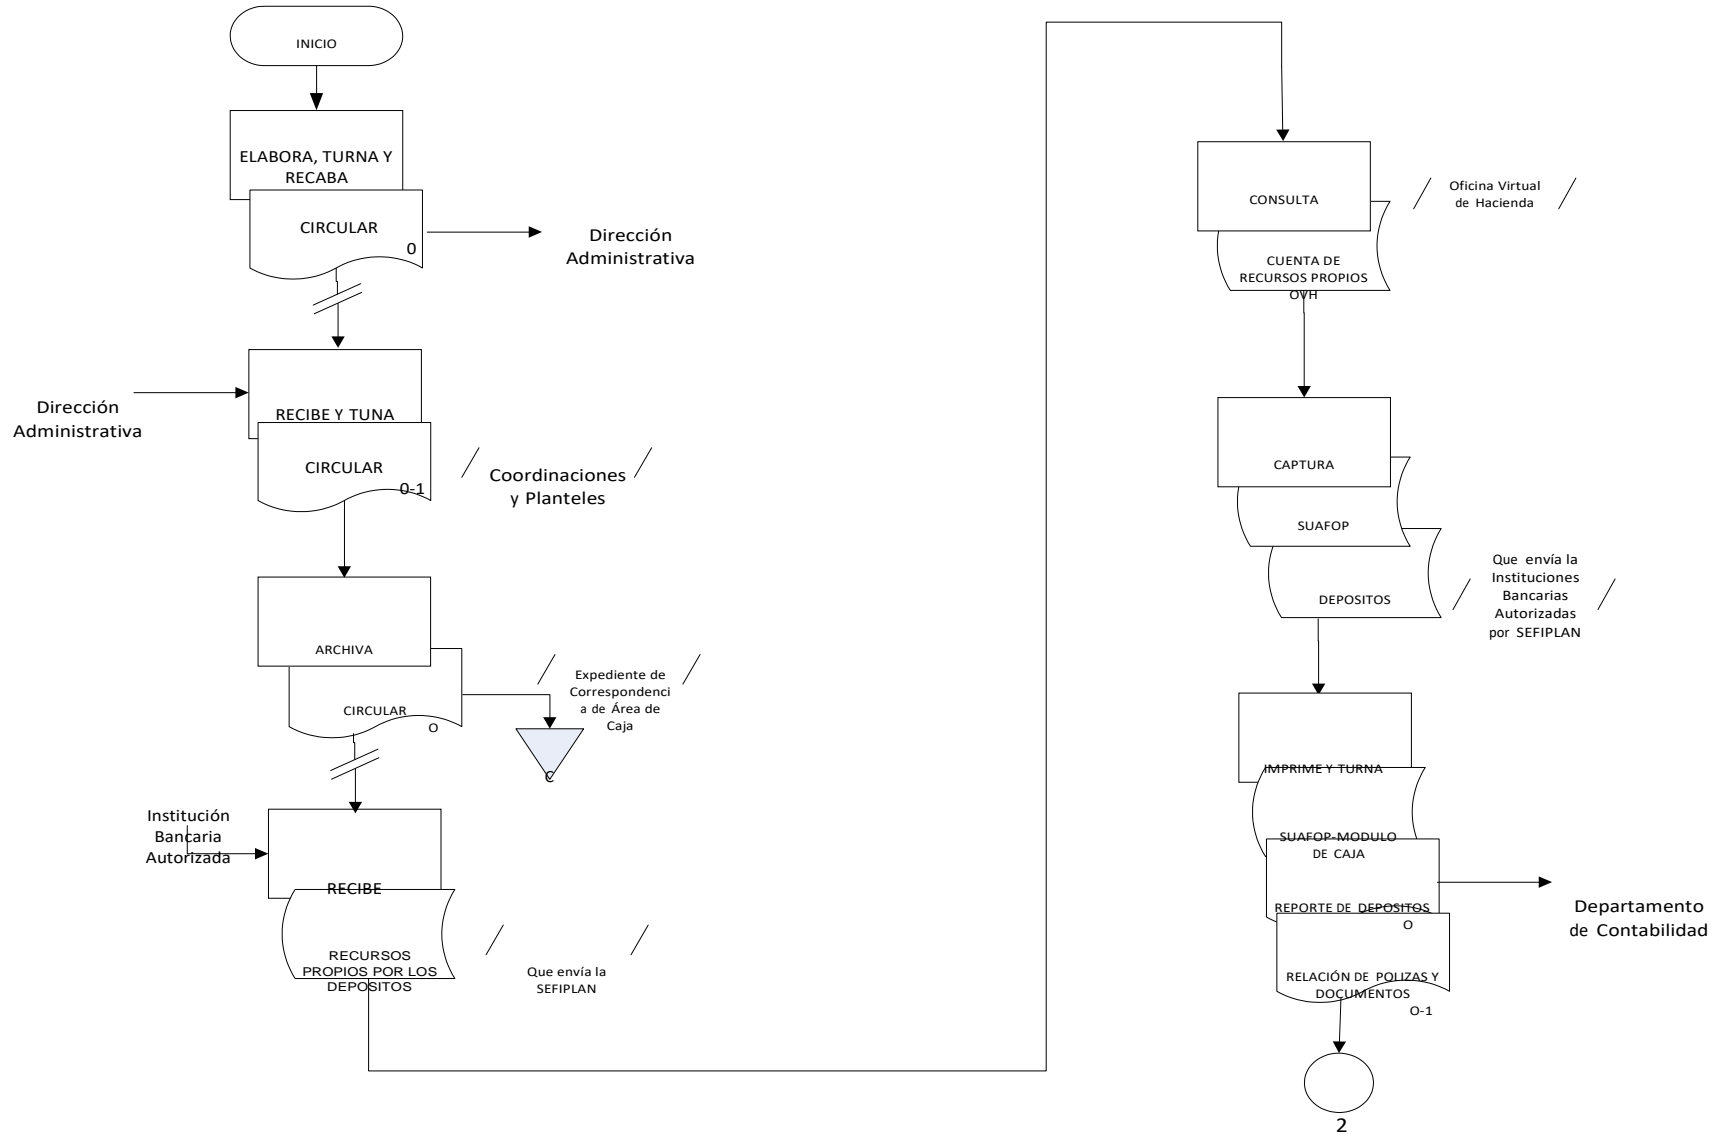 INICIO
ELABORA, TURNA Y
RECABA
CIRCULAR
0
Dirección
Administrativa
Dirección
Administrativa
RECIBE Y TUNA
CIRCULAR
0-1
Coordinaciones
y Planteles
ARCHIVA
CIRCULAR
O
Expediente de
Correspondenci
a de Área de
Caja
C
Institución
Bancaria
Autorizada
RECIBE
RECURSOS
PROPIOS POR LOS
DEPOSITOS
Que envía la
SEFIPLAN
CONSULTA
Oficina Virtual
de Hacienda
CUENTA DE
RECURSOS PROPIOS
OVH
CAPTURA
SUAFOP
DEPOSITOS
Que envía la
Instituciones
Bancarias
Autorizadas
por SEFIPLAN
IMPRIME Y TURNA
SUAFOP-MODULO
DE CAJA
REPORTE DE DEPOSITOS
O
Departamento
de Contabilidad
RELACIÓN DE POLIZAS Y
DOCUMENTOS
O-1
2